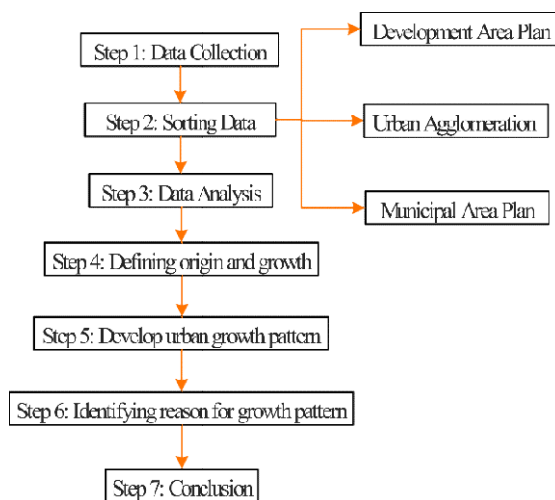 Step 1: Data Collection
Step 2: Sorting Data
Development Area Plan
Urban Agglomeration
Municipal Area Plan
Step 3: Data Analysis
Step 4: Defining origin and growth
Step 5: Develop urban growth pattern
Step 6: Identifying reason for growth pattern
Step 7: Conclusion